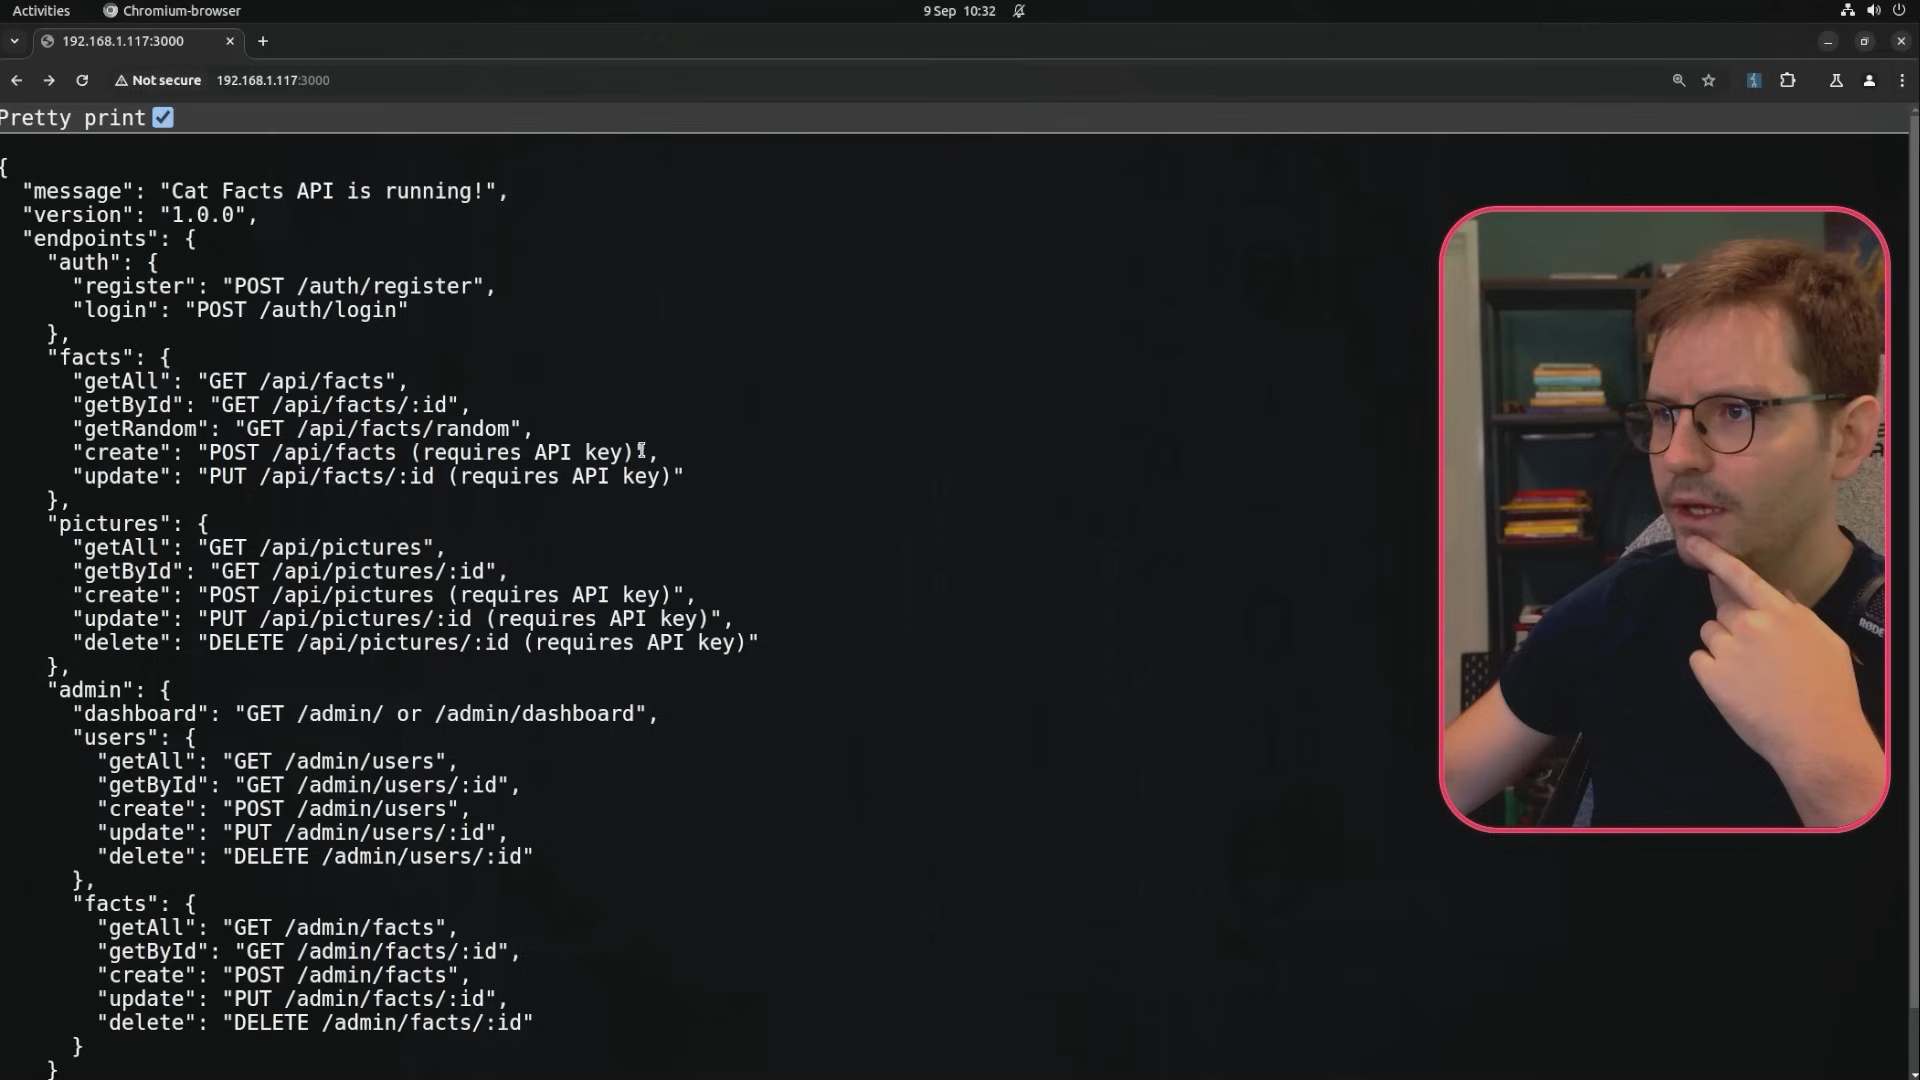 Activities Chromium-browser 9 Sep 10:32
192.168.1.117:3000
Not secure 192.168.1.117:3000
Pretty print
{
"message": "Cat Facts API is running!",
"version": "1.0.0",
"endpoints": {
"auth": {
"register": "POST /auth/register",
"login": "POST /auth/login"
},
"facts": {
"getAll": "GET /api/facts",
"getById": "GET /api/facts/:id",
"getRandom": "GET /api/facts/random",
"create": "POST /api/facts (requires API key)",
"update": "PUT /api/facts/:id (requires API key)"
},
"pictures": {
"getAll": "GET /api/pictures",
"getById": "GET /api/pictures/:id",
"create": "POST /api/pictures (requires API key)",
"update": "PUT /api/pictures/:id (requires API key)",
"delete": "DELETE /api/pictures/:id (requires API key)"
},
"admin": {
"dashboard": "GET /admin/ or /admin/dashboard",
"users": {
"getAll": "GET /admin/users",
"getById": "GET /admin/users/:id",
"create": "POST /admin/users",
"update": "PUT /admin/users/:id",
"delete": "DELETE /admin/users/:id"
},
"facts": {
"getAll": "GET /admin/facts",
"getById": "GET /admin/facts/:id",
"create": "POST /admin/facts",
"update": "PUT /admin/facts/:id",
"delete": "DELETE /admin/facts/:id"
}
}
RØDE